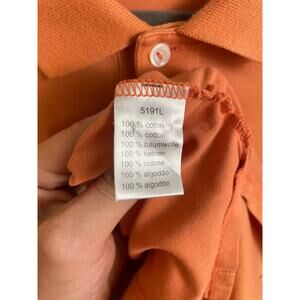 5191L
100 % coton
100 % cotton
100 % baumwolle
100 % katoen
100 % cotone
100 % algodão
100 % algodón